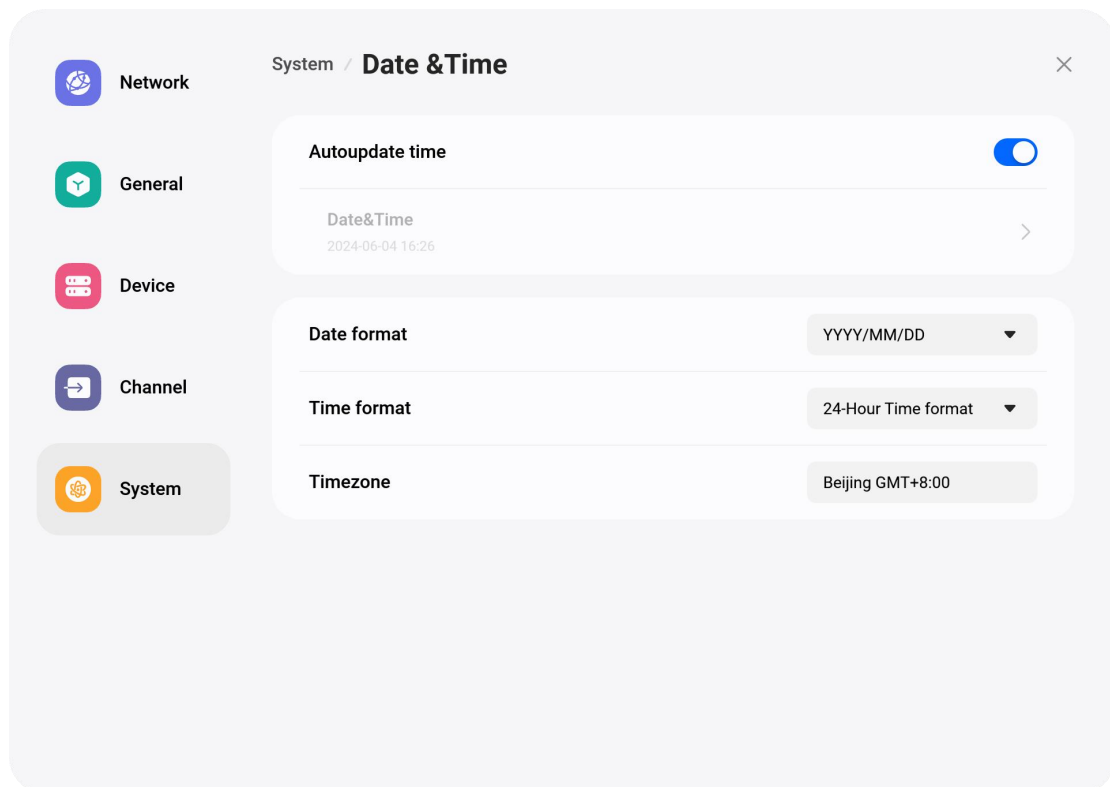 Network
General
Device
Channel
System
System / Date &Time
Autoupdate time
Date&Time
2024-06-04 16:26
Date format
YYYY/MM/DD
Time format
24-Hour Time format
Timezone
Beijing GMT+8:00